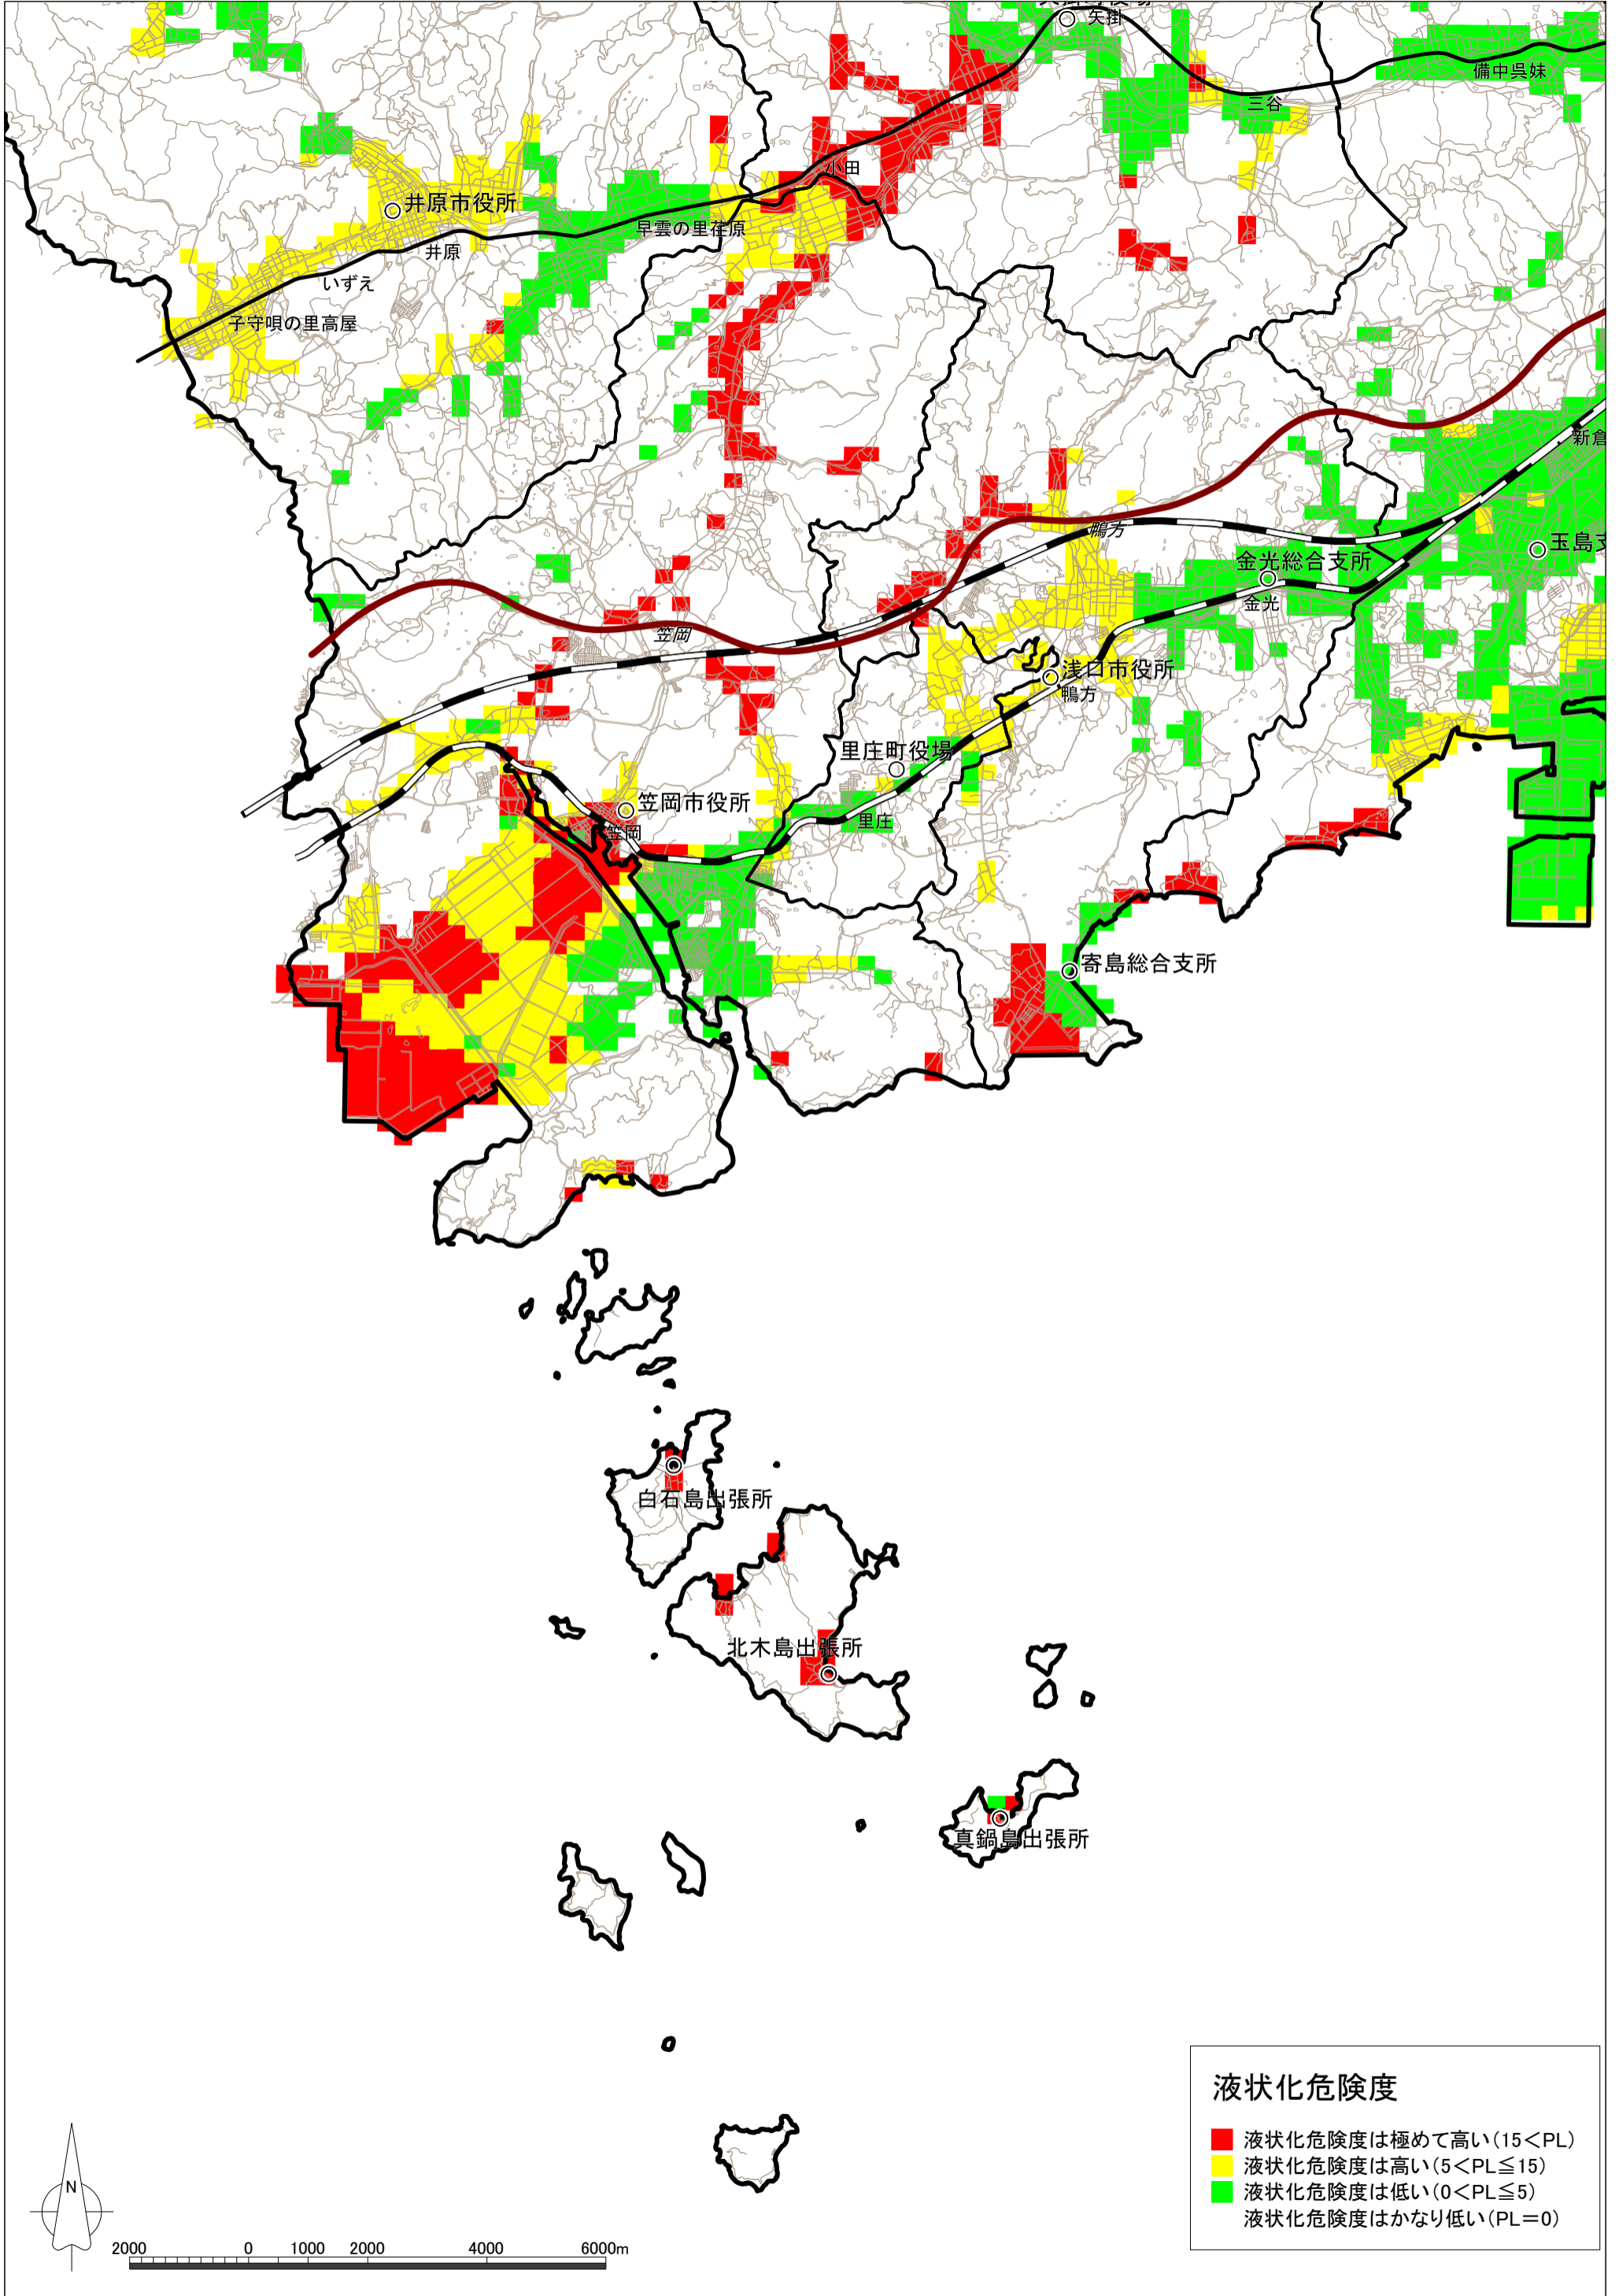 矢掛
備中呉妹
三谷
小田
井原市役所
早雲の里荏原
井原
いずえ
子守唄の里高屋
新倉
鴨方
玉島支
金光総合支所
金光
笠岡
浅口市役所
鴨方
里庄町役場
笠岡市役所
里庄
笠岡
寄島総合支所
白石島出張所
北木島出張所
真鍋島出張所
液状化危険度
液状化危険度は極めて高い(15<PL)
液状化危険度は高い(5<PL≦15)
液状化危険度は低い(0<PL≦5)
液状化危険度はかなり低い(PL=0)
N
2000 0 1000 2000 4000 6000m